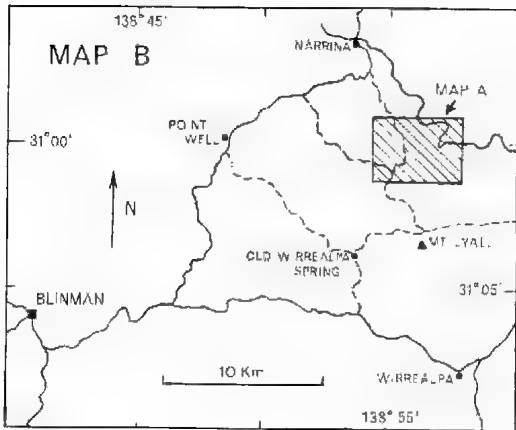 138°45'
MAP B
NARRINA
MAP A
POINT
WELL
31°00'
N
MT LYALL
OLD WIRREALPA
SPRING
31°05'
BLINMAN
10 Km
WIRREALPA
138°55'